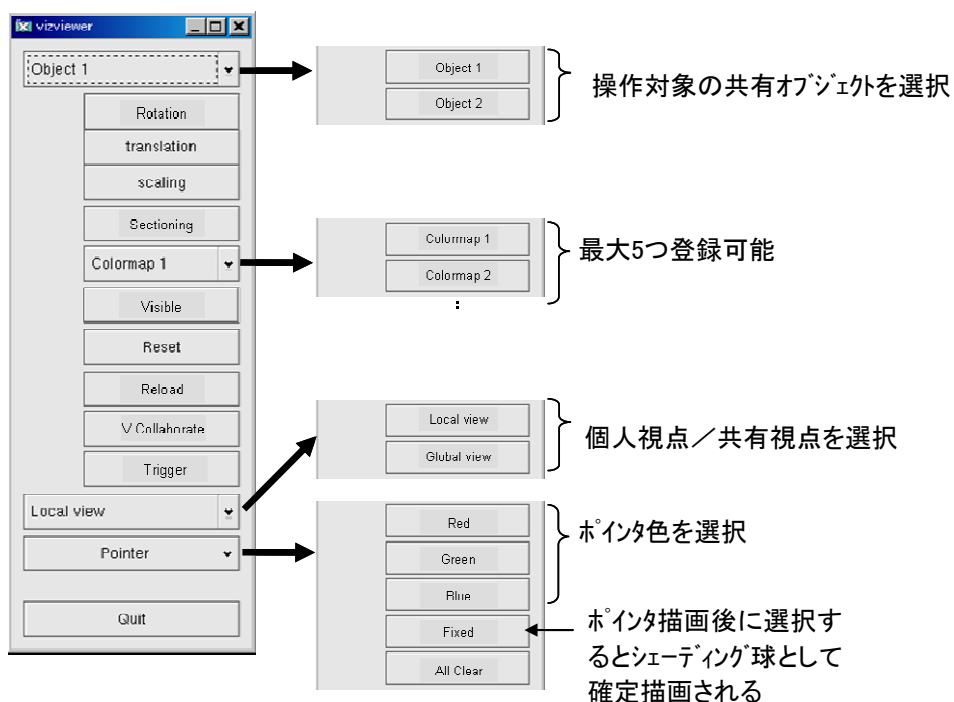 vizviewer
Object 1
Rotation
translation
scaling
Sectioning
Colormap 1
Visible
Reset
Reload
V Collaborate
Trigger
Local view
Pointer
Quit
Object 1
Object 2
操作対象の共有ｵﾌﾞｼﾞｪｸﾄを選択
Colormap 1
Colormap 2
:
最大5つ登録可能
Local view
Global view
個人視点／共有視点を選択
Red
Green
Blue
ﾎﾟｲﾝﾀ色を選択
Fixed
All Clear
ﾎﾟｲﾝﾀ描画後に選択す
るとｼｪｰﾃﾞｨﾝｸﾞ球として
確定描画される